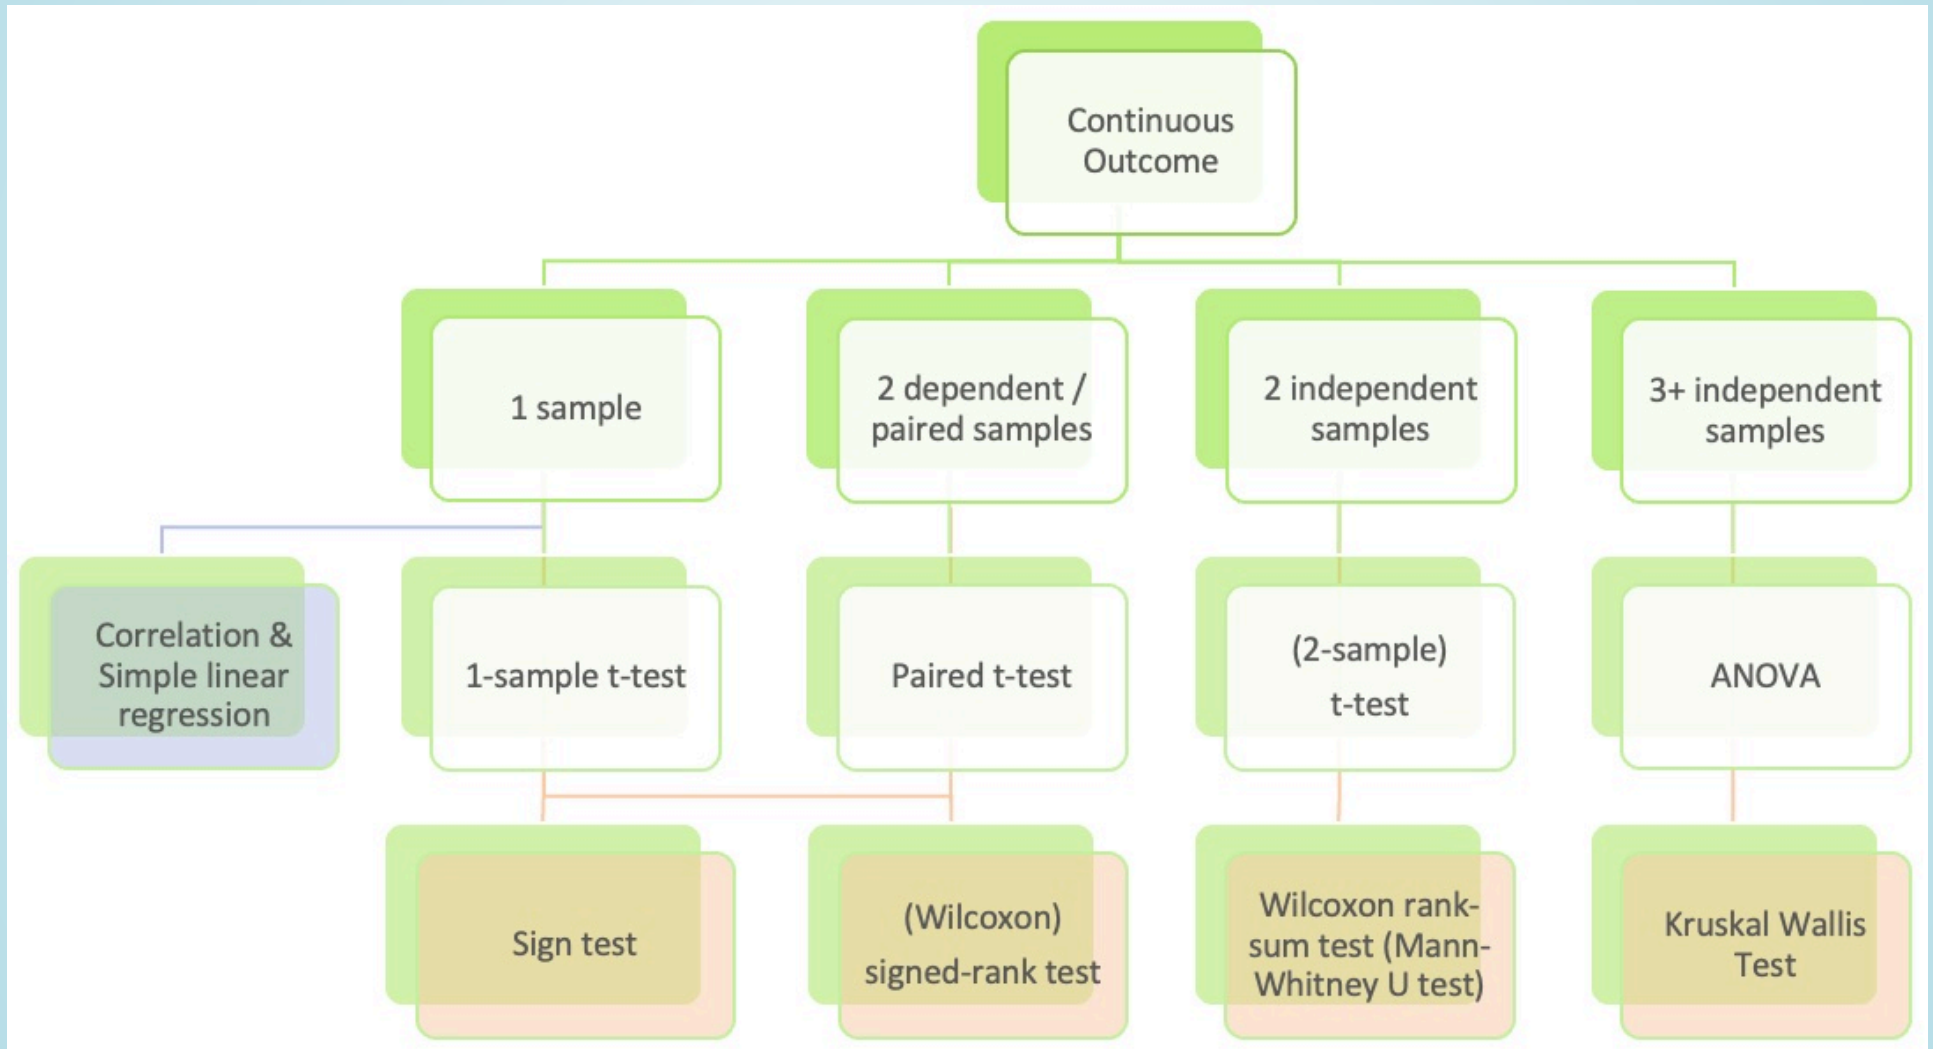 Continuous
Outcome
1 sample
2 dependent /
paired samples
2 independent
samples
3+ independent
samples
Correlation &
Simple linear
regression
1-sample t-test
Paired t-test
(2-sample)
t-test
ANOVA
Sign test
(Wilcoxon)
signed-rank test
Wilcoxon rank-
sum test (Mann-
Whitney U test)
Kruskal Wallis
Test